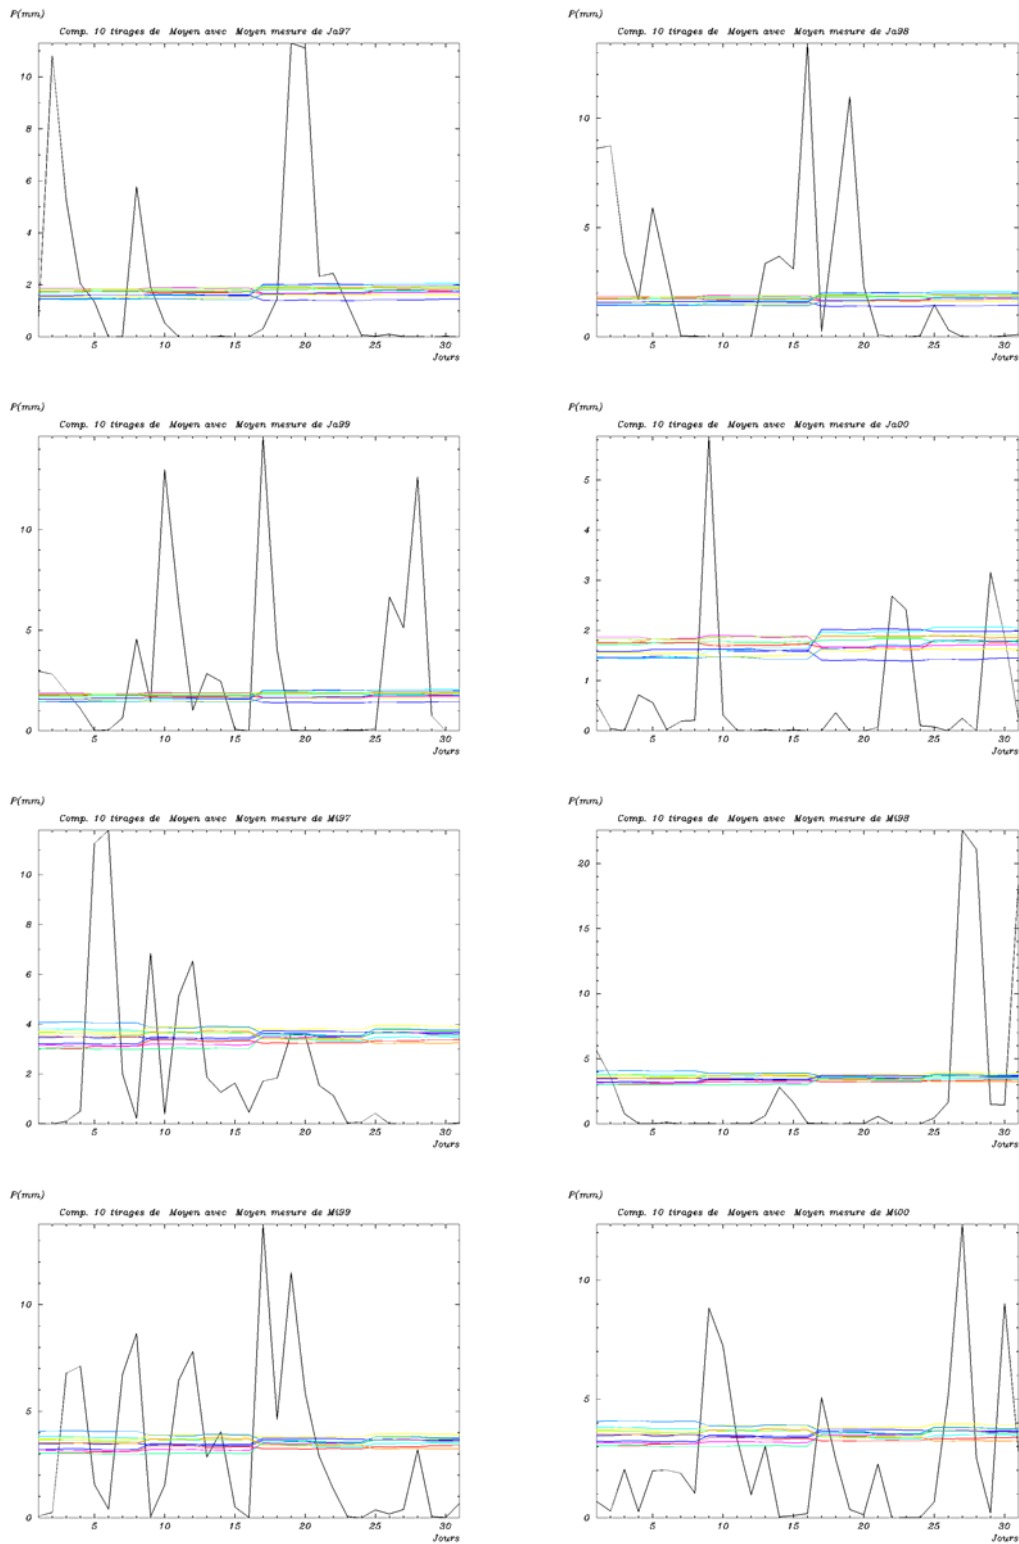 P(mm)
Comp. 10 tirages de Moyen avec Moyen mesure de Ja97
10
8
6
4
2
0
5 10 15 20 25 30
Jours
P(mm)
Comp. 10 tirages de Moyen avec Moyen mesure de Ja98
10
5
0
5 10 15 20 25 30
Jours
P(mm)
Comp. 10 tirages de Moyen avec Moyen mesure de Ja99
10
5
0
5 10 15 20 25 30
Jours
P(mm)
Comp. 10 tirages de Moyen avec Moyen mesure de Ja00
5
4
3
2
1
0
5 10 15 20 25 30
Jours
P(mm)
Comp. 10 tirages de Moyen avec Moyen mesure de Mi97
10
8
6
4
2
0
5 10 15 20 25 30
Jours
P(mm)
Comp. 10 tirages de Moyen avec Moyen mesure de Mi98
20
15
10
5
0
5 10 15 20 25 30
Jours
P(mm)
Comp. 10 tirages de Moyen avec Moyen mesure de Mi99
10
5
0
5 10 15 20 25 30
Jours
P(mm)
Comp. 10 tirages de Moyen avec Moyen mesure de Mi00
10
5
0
5 10 15 20 25 30
Jours